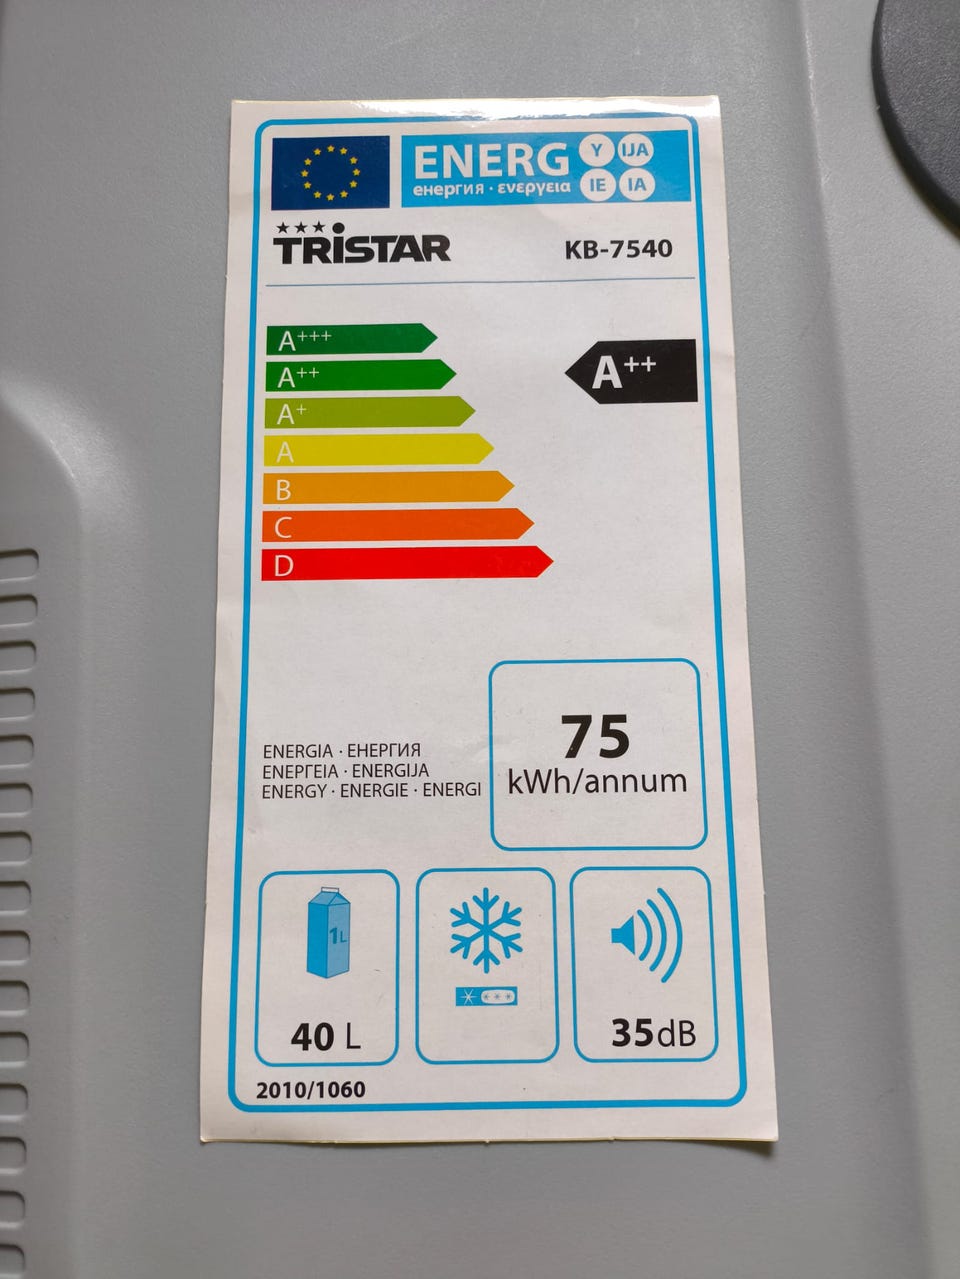 ENERG Y IJA
енергия · ενεργεια IE IA
TRISTAR KB-7540
A+++
A++ A++
A+
A
B
C
D
75
kWh/annum
ENERGIA · ЕНЕРГИЯ
ΕΝΕΡΓΕΙΑ · ENERGIJA
ENERGY · ENERGIE · ENERGI
1L
40 L
35dB
2010/1060